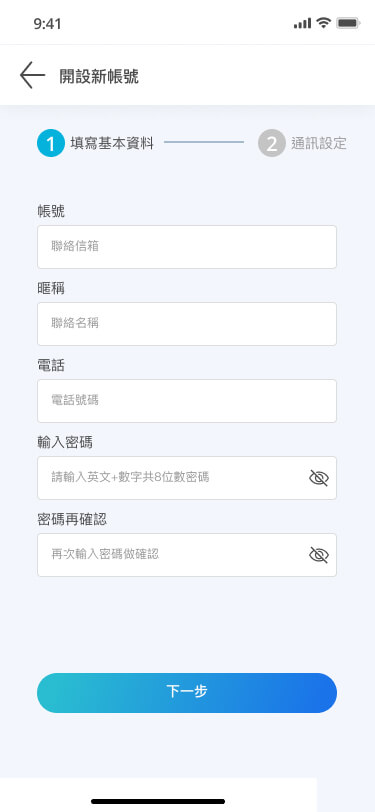 9:41
開設新帳號
1 填寫基本資料 2 通訊設定
帳號
聯絡信箱
暱稱
聯絡名稱
電話
電話號碼
輸入密碼
請輸入英文+數字共8位數密碼
密碼再確認
再次輸入密碼做確認
下一步